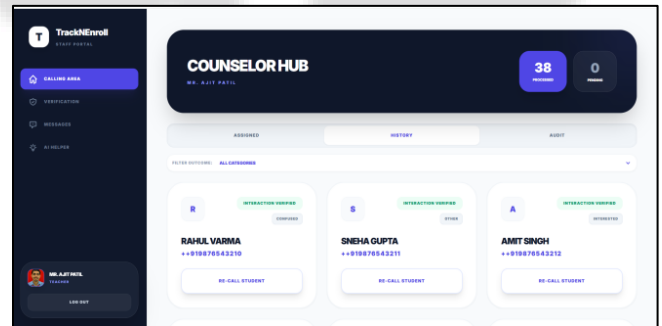 T
TrackNEnroll
STAFF PORTAL
CALLING AREA
VERIFICATION
MESSAGES
AI HELPER
MR. AJIT PATIL
TEACHER
LOG OUT
COUNSELOR HUB
MR. AJIT PATIL
38
PROCESSED
0
PENDING
ASSIGNED
HISTORY
AUDIT
FILTER OUTCOME:
ALL CATEGORIES
R
INTERACTION VERIFIED
CONFUSED
RAHUL VARMA
++919876543210
RE-CALL STUDENT
S
INTERACTION VERIFIED
OTHER
SNEHA GUPTA
++919876543211
RE-CALL STUDENT
A
INTERACTION VERIFIED
INTERESTED
AMIT SINGH
++919876543212
RE-CALL STUDENT